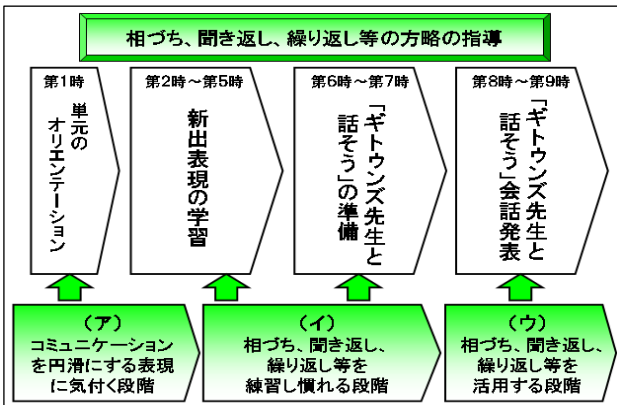 相づち、聞き返し、繰り返し等の方略の指導
第1時
単元の
オリエンテーション
第2時～第5時
新出表現の学習
第6時～第7時
「ギトウンズ先生と
話そう」の準備
第8時～第9時
「ギトウンズ先生と
話そう」会話発表
（ア）
コミュニケーション
を円滑にする表現
に気付く段階
（イ）
相づち、聞き返し、
繰り返し等を
練習し慣れる段階
（ウ）
相づち、聞き返し、
繰り返し等を
活用する段階